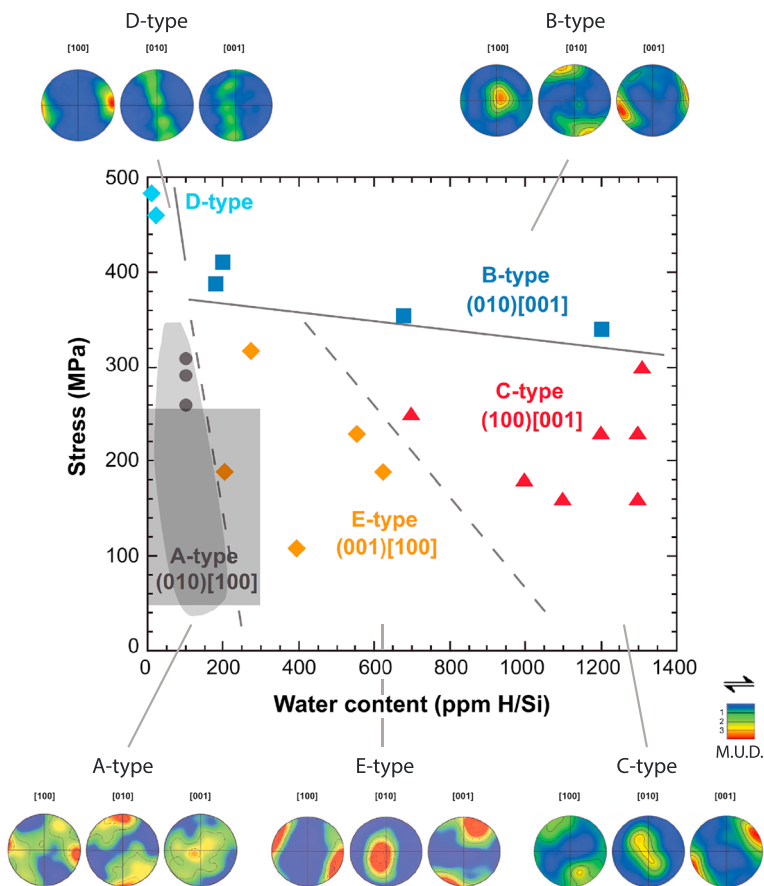 D-type
B-type
[100] [010] [001]
[100] [010] [001]
500
400
300
200
100
0
Stress (MPa)
D-type
B-type
(010)[001]
C-type
(100)[001]
E-type
(001)[100]
A-type
(010)[100]
0 200 400 600 800 1000 1200 1400
Water content (ppm H/Si)
1
2
3
M.U.D.
A-type
E-type
C-type
[100] [010] [001]
[100] [010] [001]
[100] [010] [001]